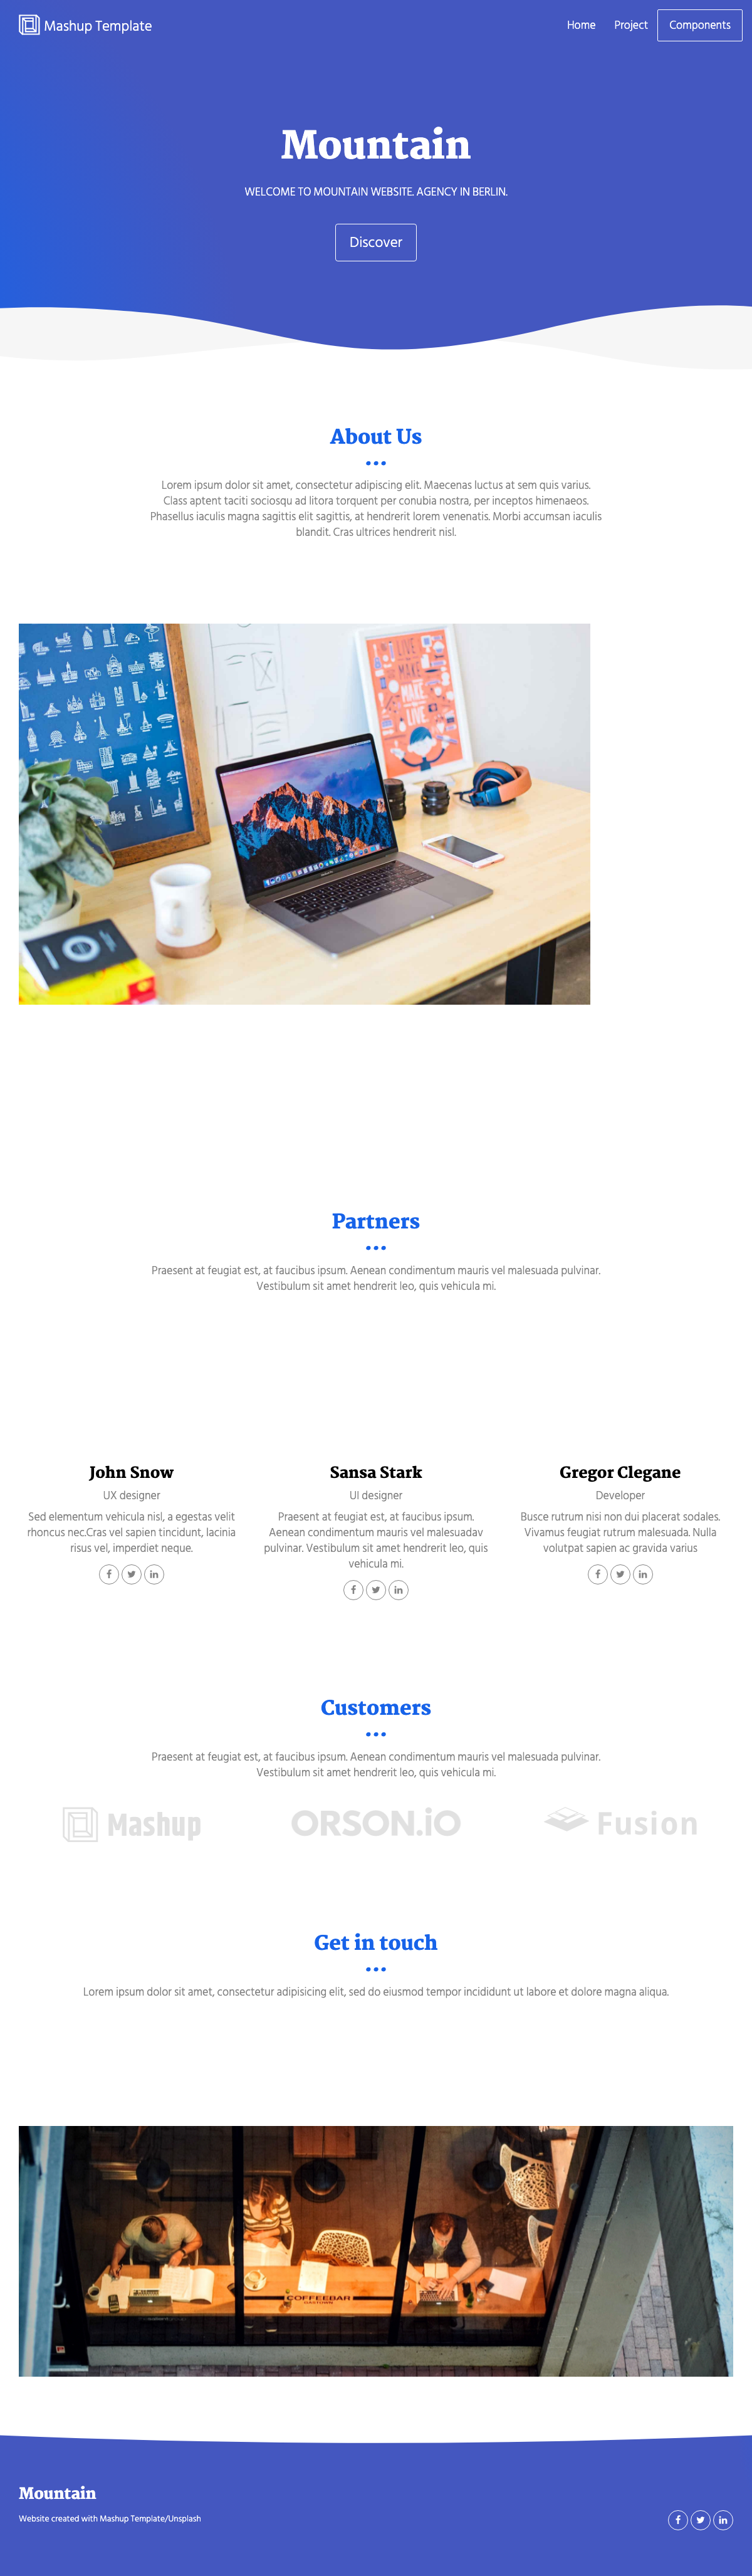 Mashup Template
Home Project Components
Mountain
WELCOME TO MOUNTAIN WEBSITE. AGENCY IN BERLIN.
Discover
About Us
Lorem ipsum dolor sit amet, consectetur adipiscing elit. Maecenas luctus at sem quis varius.
Class aptent taciti sociosqu ad litora torquent per conubia nostra, per inceptos himenaeos.
Phasellus iaculis magna sagittis elit sagittis, at hendrerit lorem venenatis. Morbi accumsan iaculis
blandit. Cras ultrices hendrerit nisl.
I LOVE
MAKE
LIVE
Partners
Praesent at feugiat est, at faucibus ipsum. Aenean condimentum mauris vel malesuada pulvinar.
Vestibulum sit amet hendrerit leo, quis vehicula mi.
John Snow
UX designer
Sed elementum vehicula nisl, a egestas velit
rhoncus nec.Cras vel sapien tincidunt, lacinia
risus vel, imperdiet neque.
Sansa Stark
UI designer
Praesent at feugiat est, at faucibus ipsum.
Aenean condimentum mauris vel malesuadav
pulvinar. Vestibulum sit amet hendrerit leo, quis
vehicula mi.
Gregor Clegane
Developer
Busce rutrum nisi non dui placerat sodales.
Vivamus feugiat rutrum malesuada. Nulla
volutpat sapien ac gravida varius
Customers
Praesent at feugiat est, at faucibus ipsum. Aenean condimentum mauris vel malesuada pulvinar.
Vestibulum sit amet hendrerit leo, quis vehicula mi.
Mashup ORSON.iO Fusion
Get in touch
Lorem ipsum dolor sit amet, consectetur adipisicing elit, sed do eiusmod tempor incididunt ut labore et dolore magna aliqua.
COFFEEBAR
Mountain
Website created with Mashup Template/Unsplash